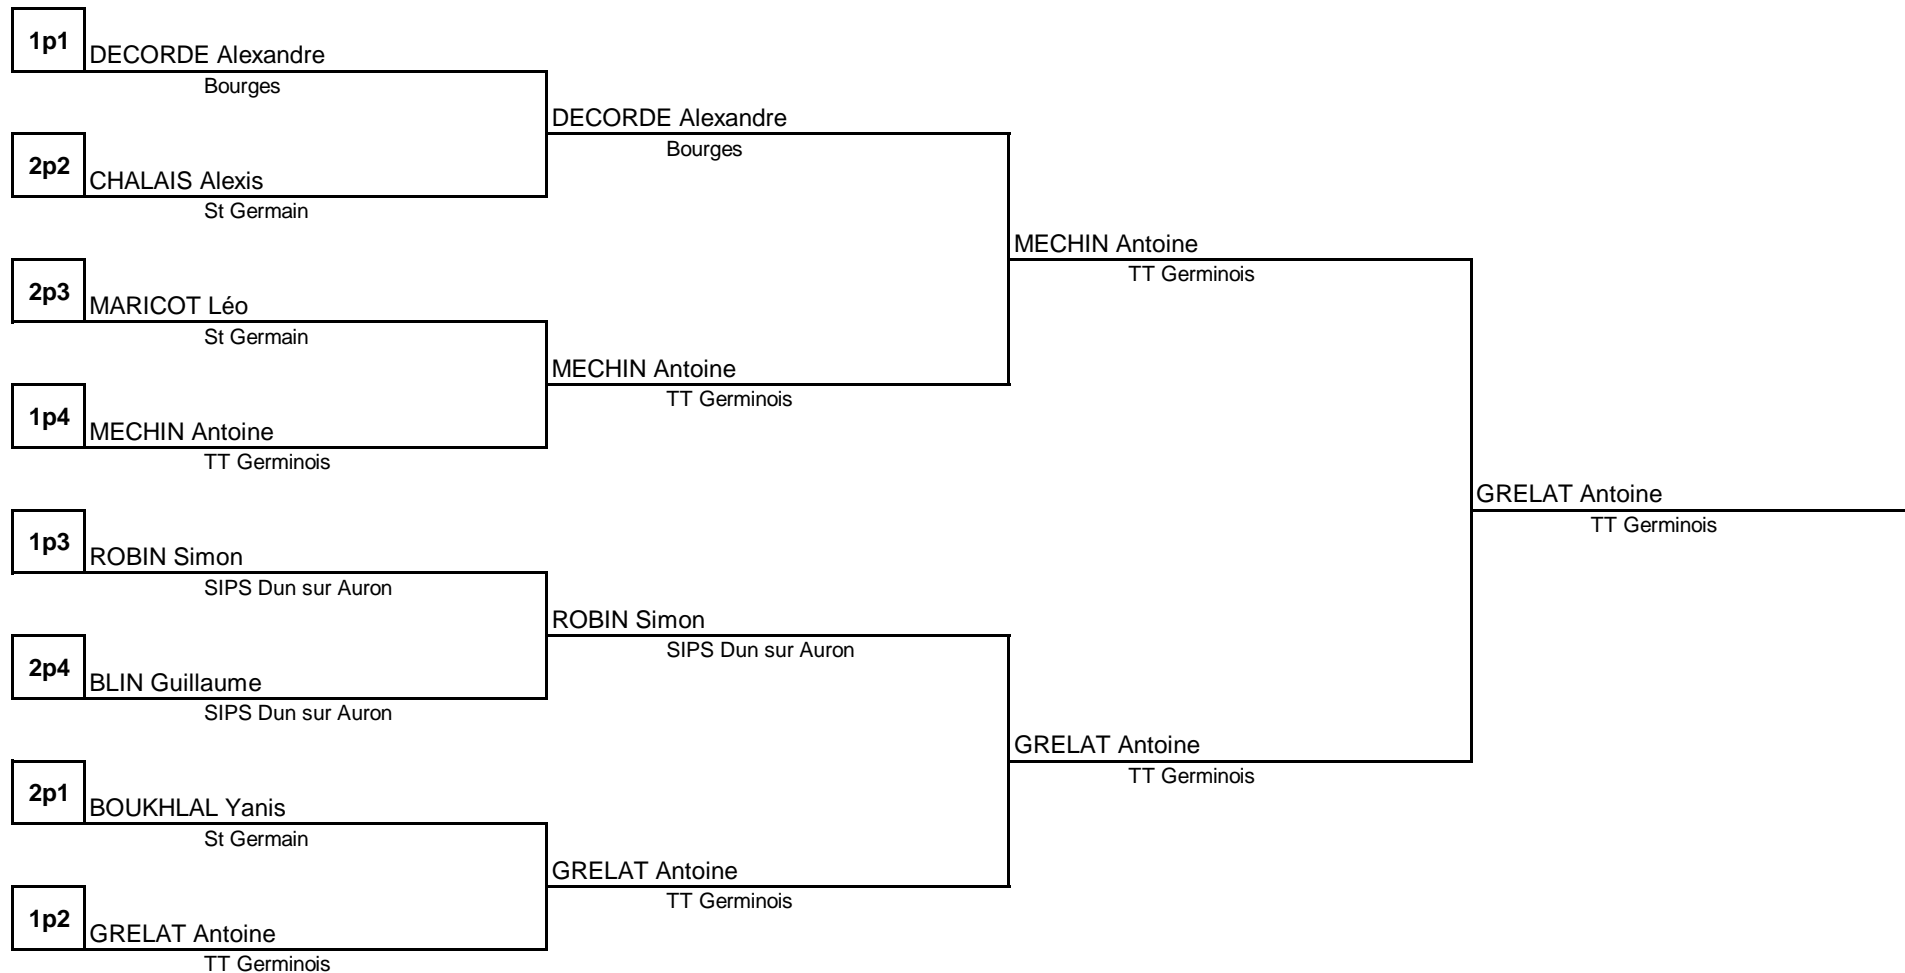 1p1
DECORDE Alexandre
Bourges
DECORDE Alexandre
Bourges
2p2
CHALAIS Alexis
St Germain
MECHIN Antoine
TT Germinois
2p3
MARICOT Léo
St Germain
MECHIN Antoine
TT Germinois
1p4
MECHIN Antoine
TT Germinois
GRELAT Antoine
TT Germinois
1p3
ROBIN Simon
SIPS Dun sur Auron
ROBIN Simon
SIPS Dun sur Auron
2p4
BLIN Guillaume
SIPS Dun sur Auron
GRELAT Antoine
TT Germinois
2p1
BOUKHLAL Yanis
St Germain
GRELAT Antoine
TT Germinois
1p2
GRELAT Antoine
TT Germinois